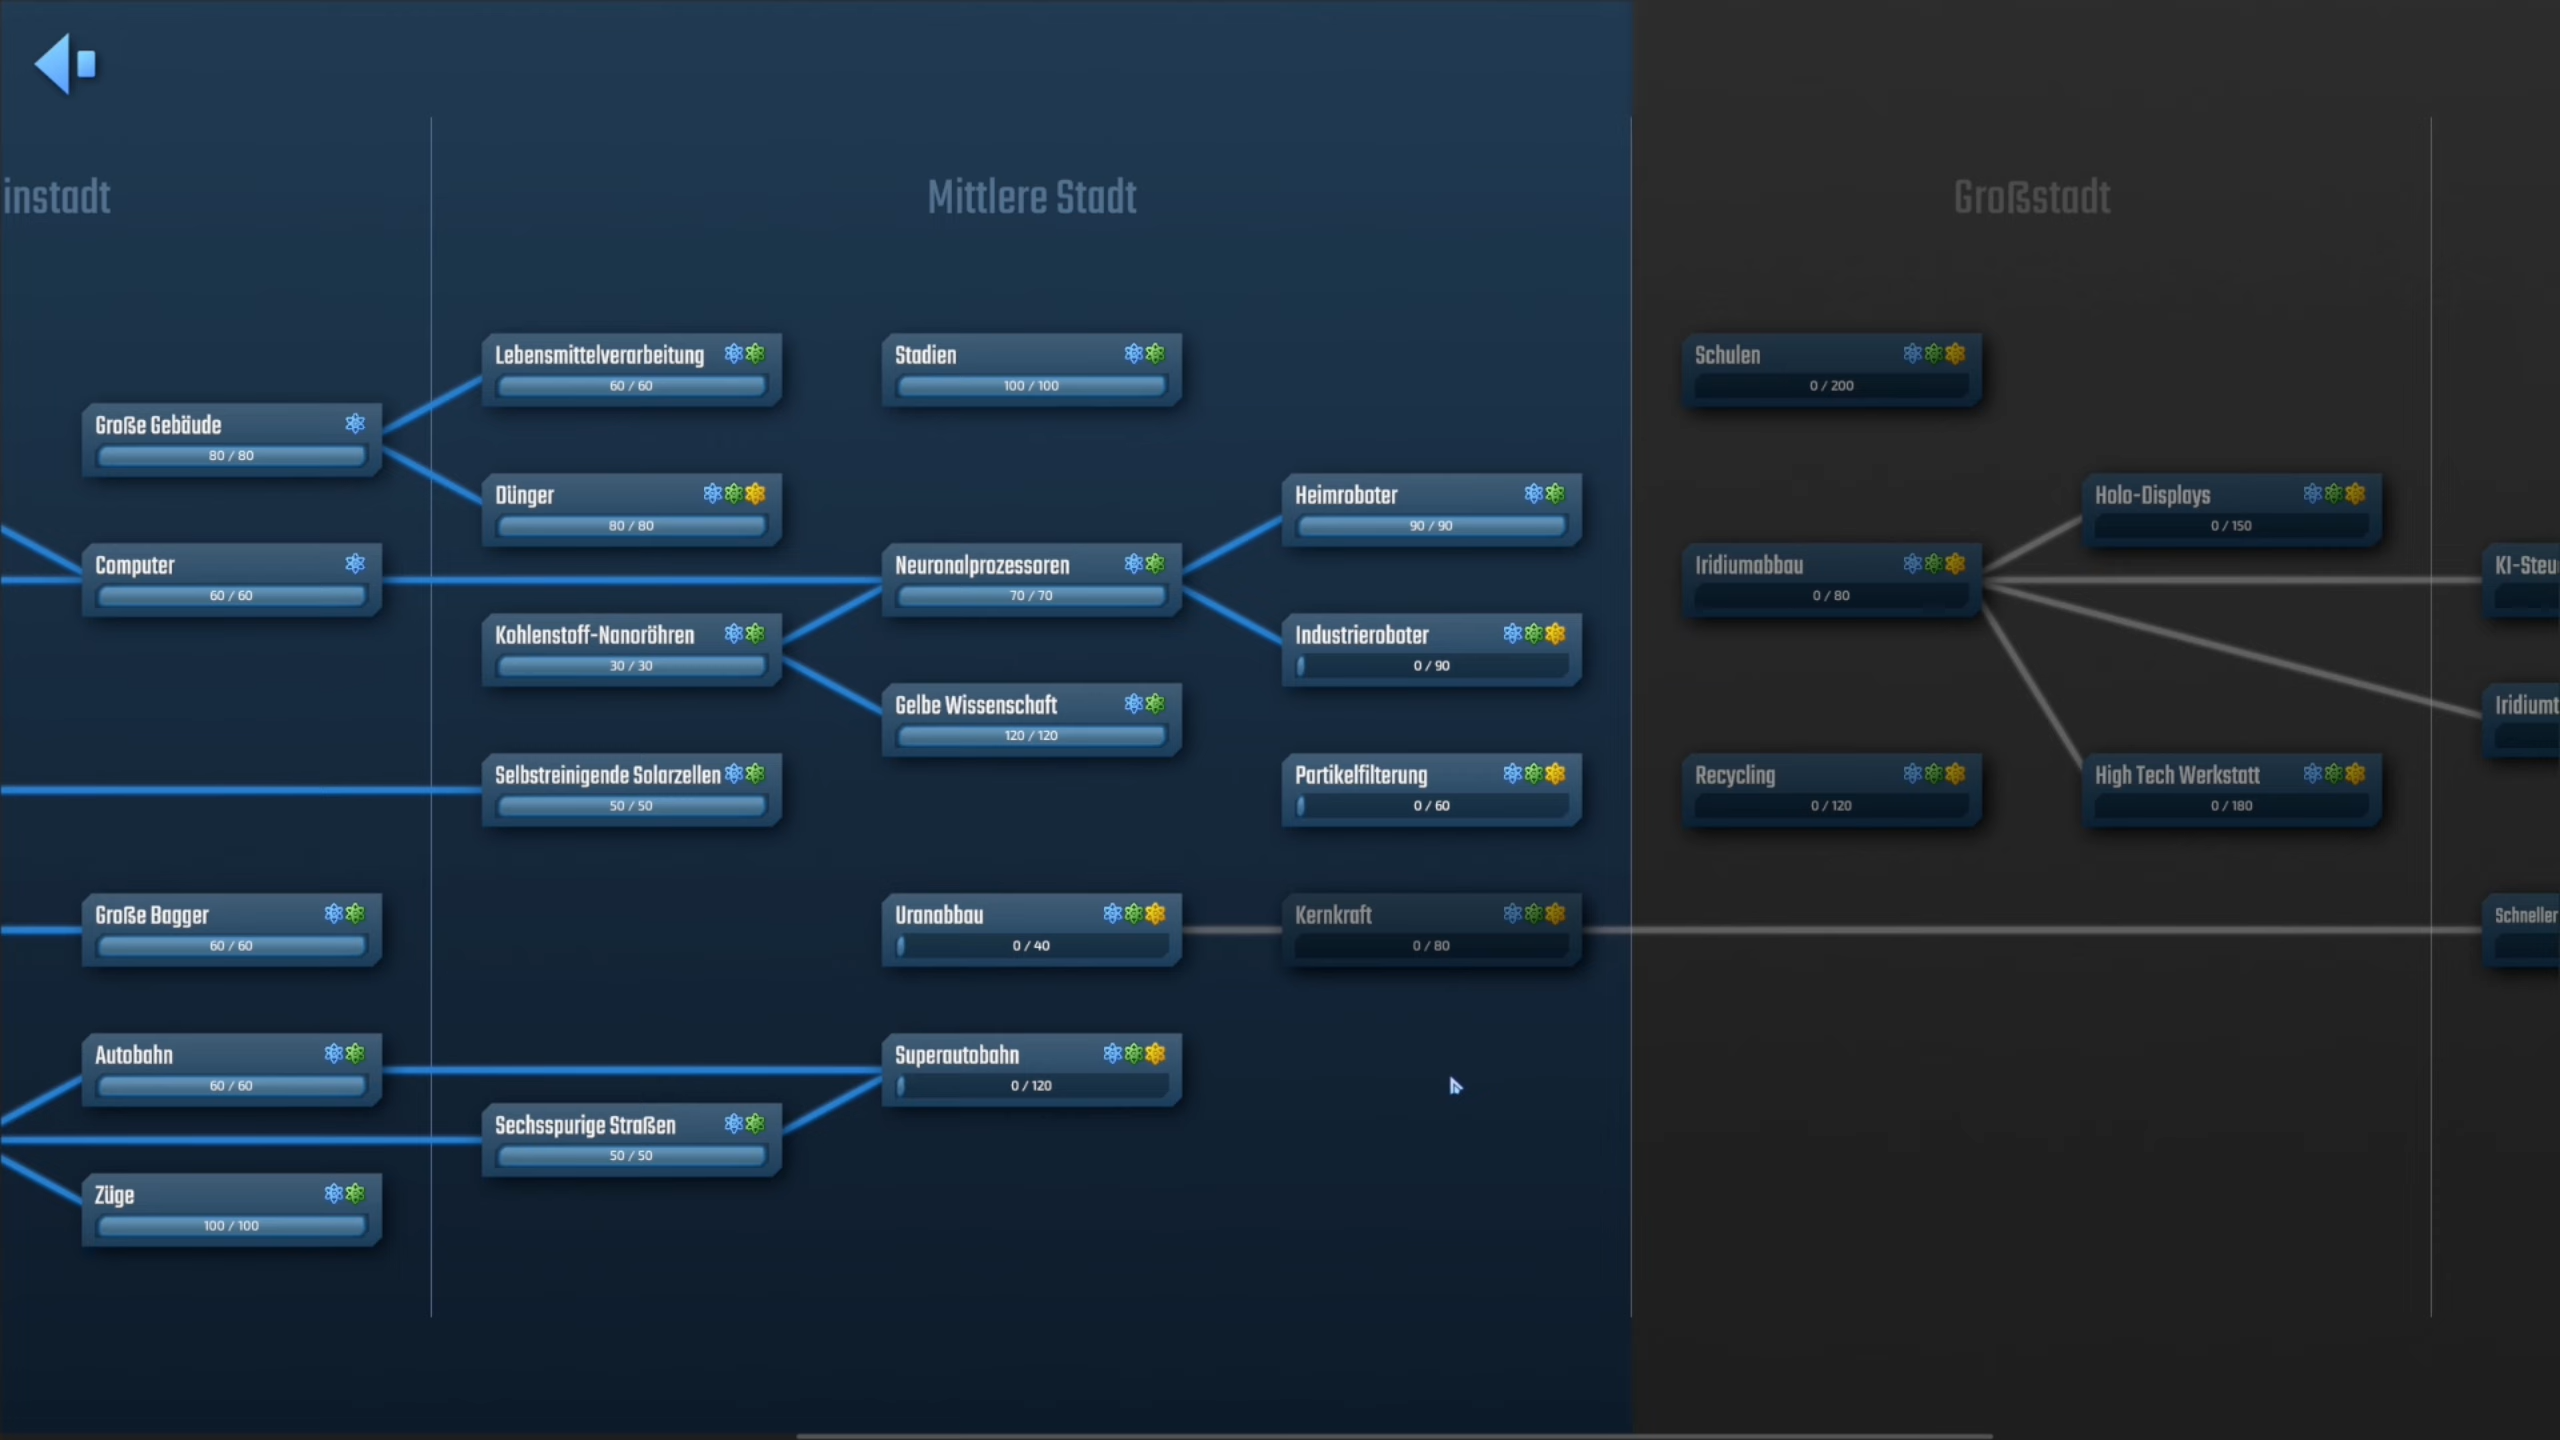 instadt
Mittlere Stadt
Großstadt
Große Gebäude
80 / 80
Computer
60 / 60
Große Bagger
60 / 60
Autobahn
60 / 60
Züge
100 / 100
Lebensmittelverarbeitung
60 / 60
Dünger
80 / 80
Kohlenstoff-Nanoröhren
30 / 30
Selbstreinigende Solarzellen
50 / 50
Sechsspurige Straßen
50 / 50
Stadien
100 / 100
Neuronalprozessoren
70 / 70
Gelbe Wissenschaft
120 / 120
Uranabbau
0 / 40
Superautobahn
0 / 120
Heimroboter
90 / 90
Industrieroboter
0 / 90
Partikelfilterung
0 / 60
Kernkraft
0 / 80
Schulen
0 / 200
Iridiumabbau
0 / 80
Recycling
0 / 120
Holo-Displays
0 / 150
High Tech Werkstatt
0 / 180
KI-Steu
Iridiumt
Schneller